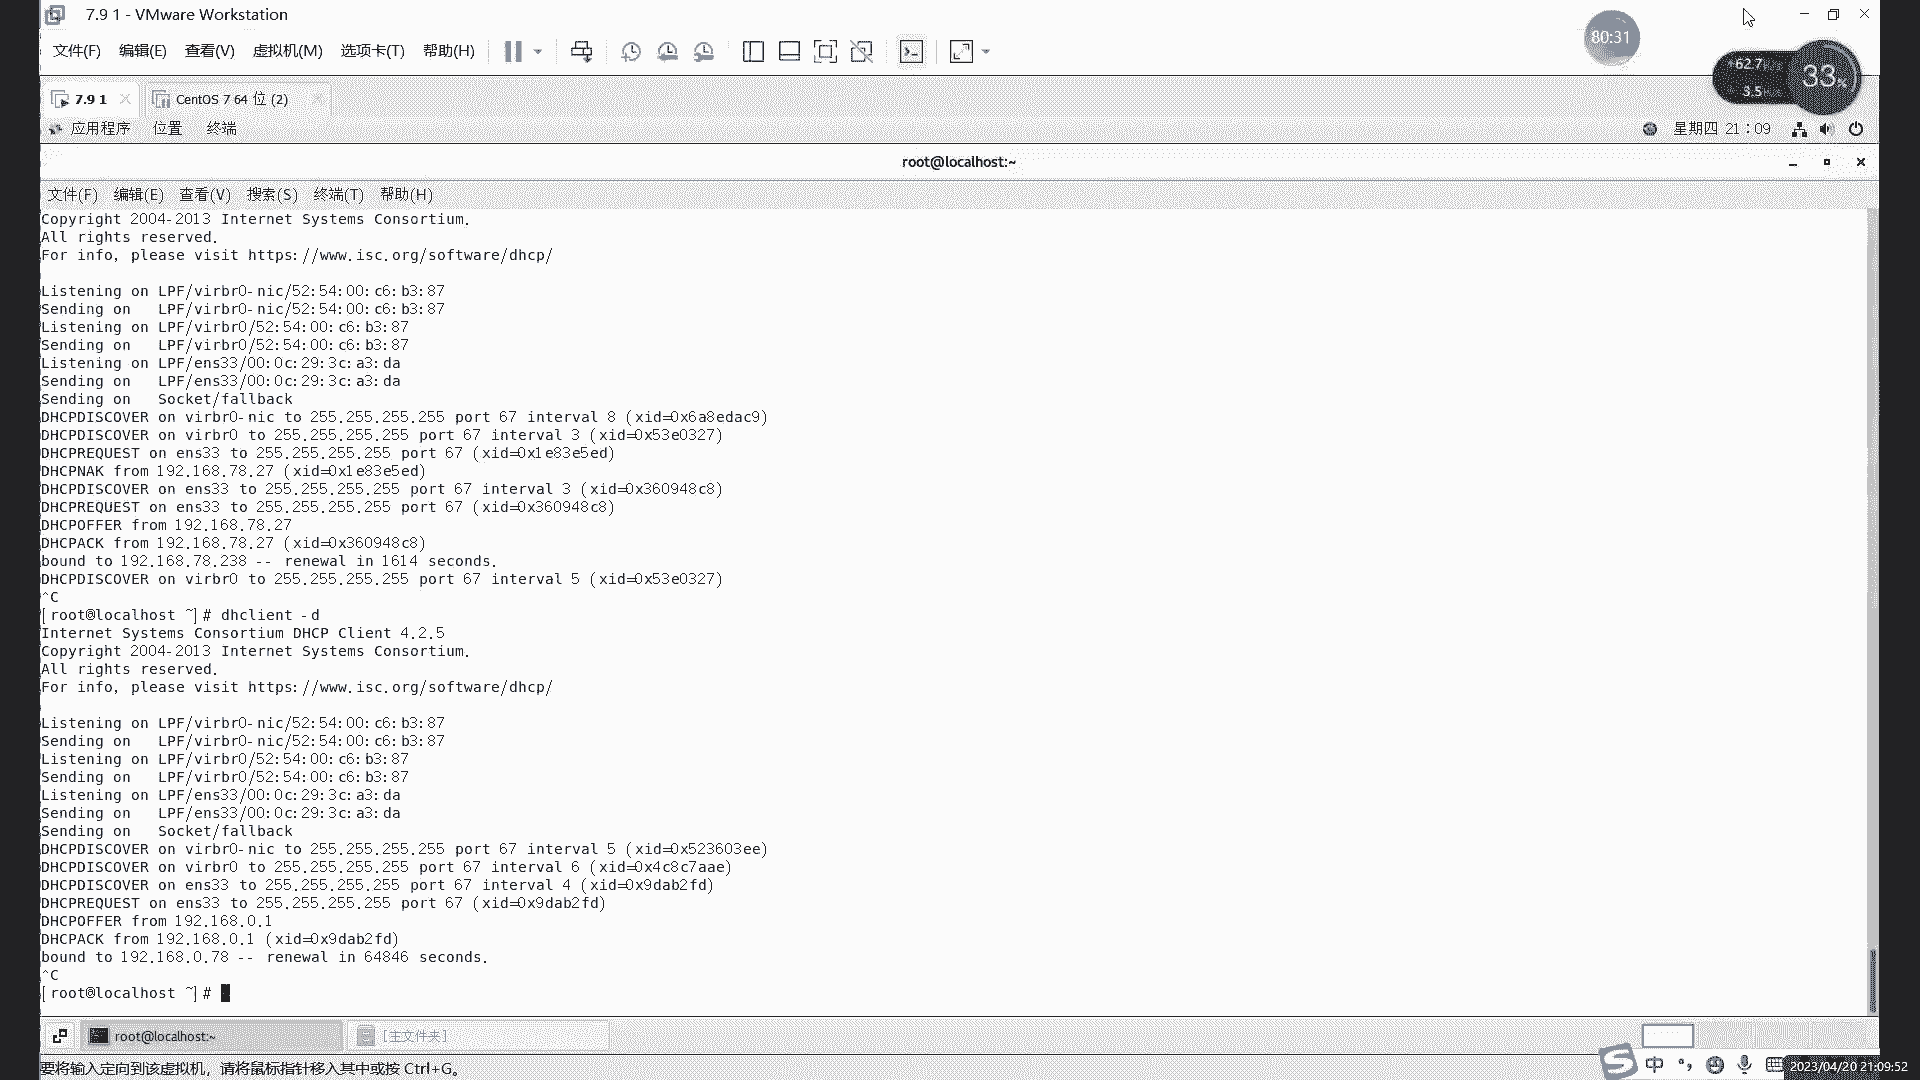 7.9 1 - VMware Workstation
文件(F) 编辑(E) 查看(V) 虚拟机(M) 选项卡(T) 帮助(H)
80:31
62.7
33%
3.5
7.9 1 CentOS 7 64 位 (2)
应用程序 位置 终端 星期四 21：09
root@localhost:~
文件(F) 编辑(E) 查看(V) 搜索(S) 终端(T) 帮助(H)
Copyright 2004-2013 Internet Systems Consortium.
All rights reserved.
For info, please visit https://www.isc.org/software/dhcp/
Listening on LPF/virbr0-nic/52:54:00:c6:b3:87
Sending on   LPF/virbr0-nic/52:54:00:c6:b3:87
Listening on LPF/virbr0/52:54:00:c6:b3:87
Sending on   LPF/virbr0/52:54:00:c6:b3:87
Listening on LPF/ens33/00:0c:29:3c:a3:da
Sending on   LPF/ens33/00:0c:29:3c:a3:da
Sending on   Socket/fallback
DHCPDISCOVER on virbr0-nic to 255.255.255.255 port 67 interval 8 (xid=0x6a8edac9)
DHCPDISCOVER on virbr0 to 255.255.255.255 port 67 interval 3 (xid=0x53e0327)
DHCPREQUEST on ens33 to 255.255.255.255 port 67 (xid=0x1e83e5ed)
DHCPNAK from 192.168.78.27 (xid=0x1e83e5ed)
DHCPDISCOVER on ens33 to 255.255.255.255 port 67 interval 3 (xid=0x360948c8)
DHCPREQUEST on ens33 to 255.255.255.255 port 67 (xid=0x360948c8)
DHCPOFFER from 192.168.78.27
DHCPACK from 192.168.78.27 (xid=0x360948c8)
bound to 192.168.78.238 -- renewal in 1614 seconds.
DHCPDISCOVER on virbr0 to 255.255.255.255 port 67 interval 5 (xid=0x53e0327)
^C
[root@localhost ~]# dhclient -d
Internet Systems Consortium DHCP Client 4.2.5
Copyright 2004-2013 Internet Systems Consortium.
All rights reserved.
For info, please visit https://www.isc.org/software/dhcp/
Listening on LPF/virbr0-nic/52:54:00:c6:b3:87
Sending on   LPF/virbr0-nic/52:54:00:c6:b3:87
Listening on LPF/virbr0/52:54:00:c6:b3:87
Sending on   LPF/virbr0/52:54:00:c6:b3:87
Listening on LPF/ens33/00:0c:29:3c:a3:da
Sending on   LPF/ens33/00:0c:29:3c:a3:da
Sending on   Socket/fallback
DHCPDISCOVER on virbr0-nic to 255.255.255.255 port 67 interval 5 (xid=0x523603ee)
DHCPDISCOVER on virbr0 to 255.255.255.255 port 67 interval 6 (xid=0x4c8c7aae)
DHCPDISCOVER on ens33 to 255.255.255.255 port 67 interval 4 (xid=0x9dab2fd)
DHCPREQUEST on ens33 to 255.255.255.255 port 67 (xid=0x9dab2fd)
DHCPOFFER from 192.168.0.1
DHCPACK from 192.168.0.1 (xid=0x9dab2fd)
bound to 192.168.0.78 -- renewal in 64846 seconds.
^C
[root@localhost ~]#
root@localhost:~ [主文件夹]
要将输入定向到该虚拟机，请将鼠标指针移入其中或按 Ctrl+G。
中
2023/04/20 21:09:52